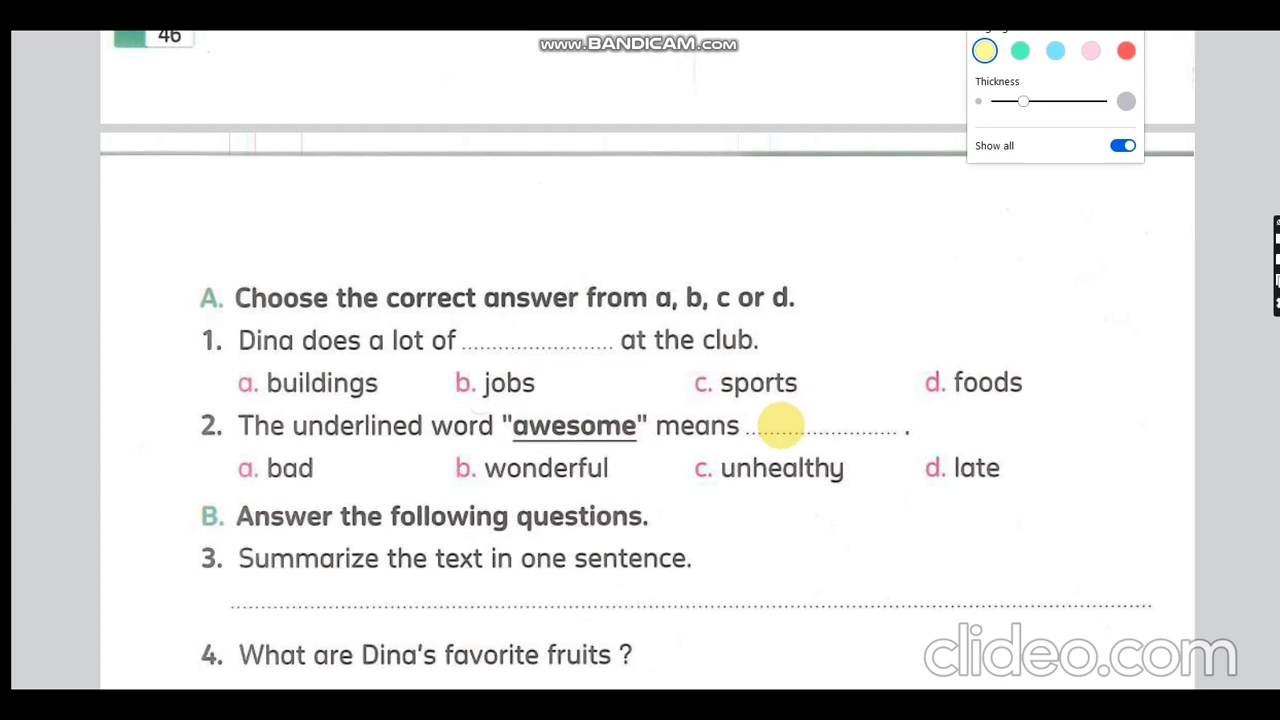 46
www.BANDICAM.com
Thickness
Show all
A. Choose the correct answer from a, b, c or d.
1. Dina does a lot of ........................ at the club.
a. buildings b. jobs c. sports d. foods
2. The underlined word "awesome" means ........................ .
a. bad b. wonderful c. unhealthy d. late
B. Answer the following questions.
3. Summarize the text in one sentence.
........................................................................
4. What are Dina's favorite fruits ?
clideo.com